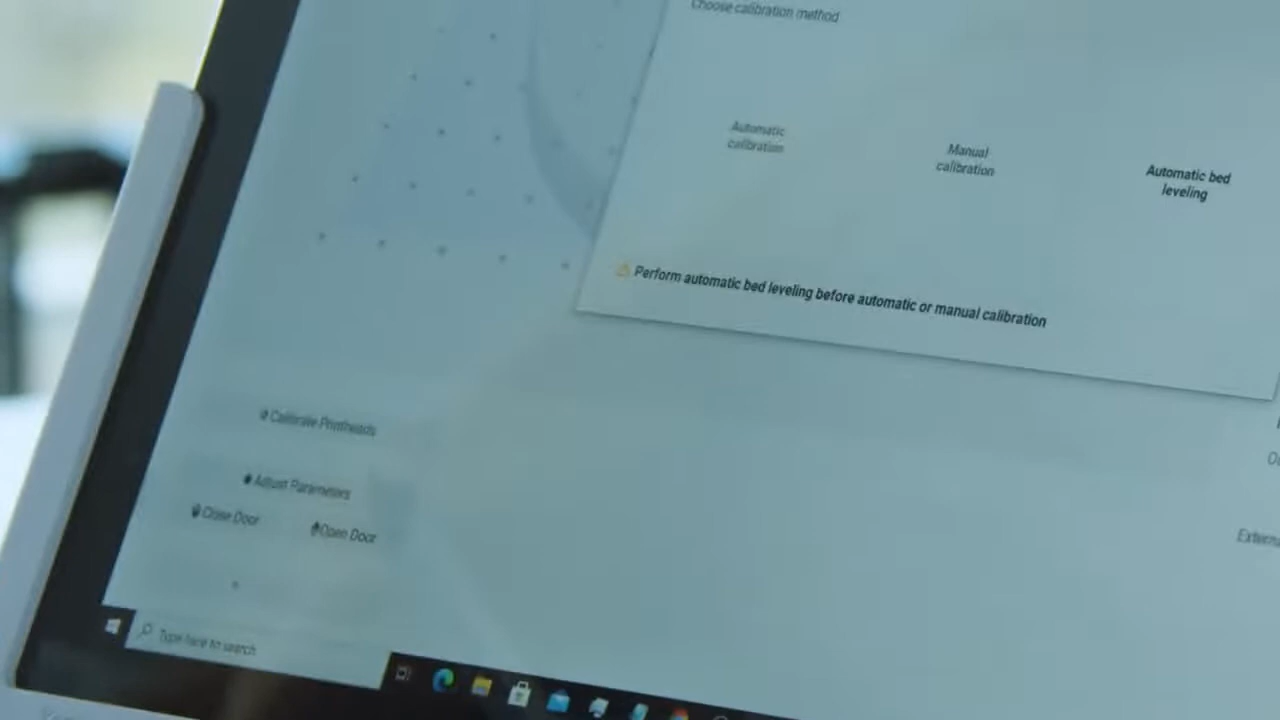 Choose calibration method
Automatic
calibration
Manual
calibration
Automatic bed
leveling
Perform automatic bed leveling before automatic or manual calibration
Calibrate Printheads
Adjust Parameters
Close Door
Open Door
Type here to search